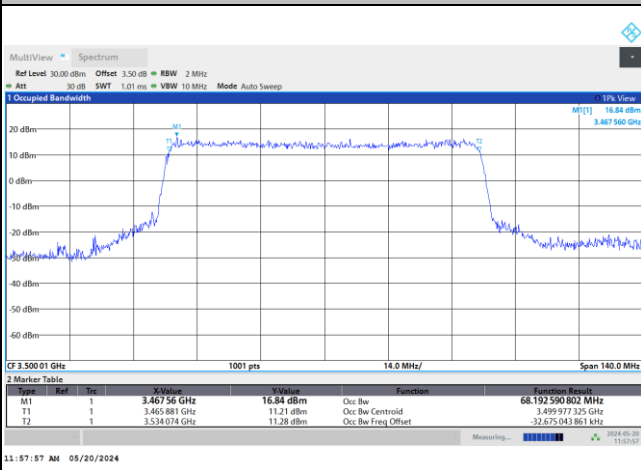 MultiView Spectrum
Ref Level 30.00 dBm Offset 3.50 dB RBW 2 MHz
Att 30 dB SWT 1.01 ms VBW 10 MHz Mode Auto Sweep
1 Occupied Bandwidth 1Pk View
M1[1] 16.84 dBm
3.467 560 GHz
M1
20 dBm
T1 T2
10 dBm
0 dBm
-10 dBm
-20 dBm
-30 dBm
-40 dBm
-50 dBm
-60 dBm
CF 3.500 01 GHz 1001 pts 14.0 MHz/ Span 140.0 MHz
2 Marker Table
Type Ref Trc X-Value Y-Value Function Function Result
M1 1 3.467 56 GHz 16.84 dBm Occ Bw 68.192 590 802 MHz
T1 1 3.465 881 GHz 11.21 dBm Occ Bw Centroid 3.499 977 325 GHz
T2 1 3.534 074 GHz 11.28 dBm Occ Bw Freq Offset -32.675 043 861 kHz
Measuring... 2024-05-20
11:57:57
11:57:57 AM 05/20/2024